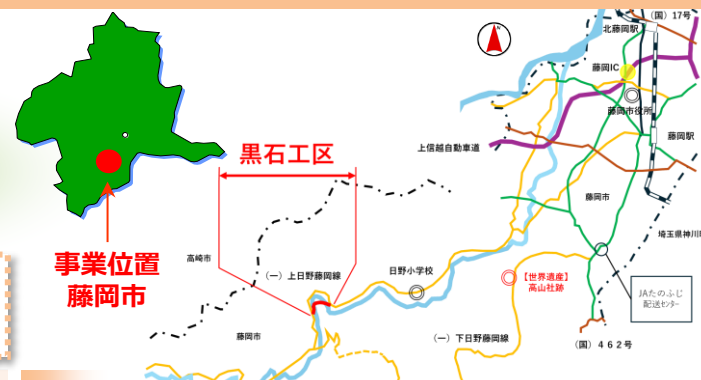 (国) 17号
北藤岡駅
藤岡IC
藤岡市役所
藤岡駅
上信越自動車道
黒石工区
藤岡市
埼玉県神川町
事業位置
藤岡市
高崎市
(一) 上日野藤岡線
日野小学校
【世界遺産】
高山社跡
JAたのふじ
配送センター
藤岡市
(一) 下日野藤岡線
(国) 462号